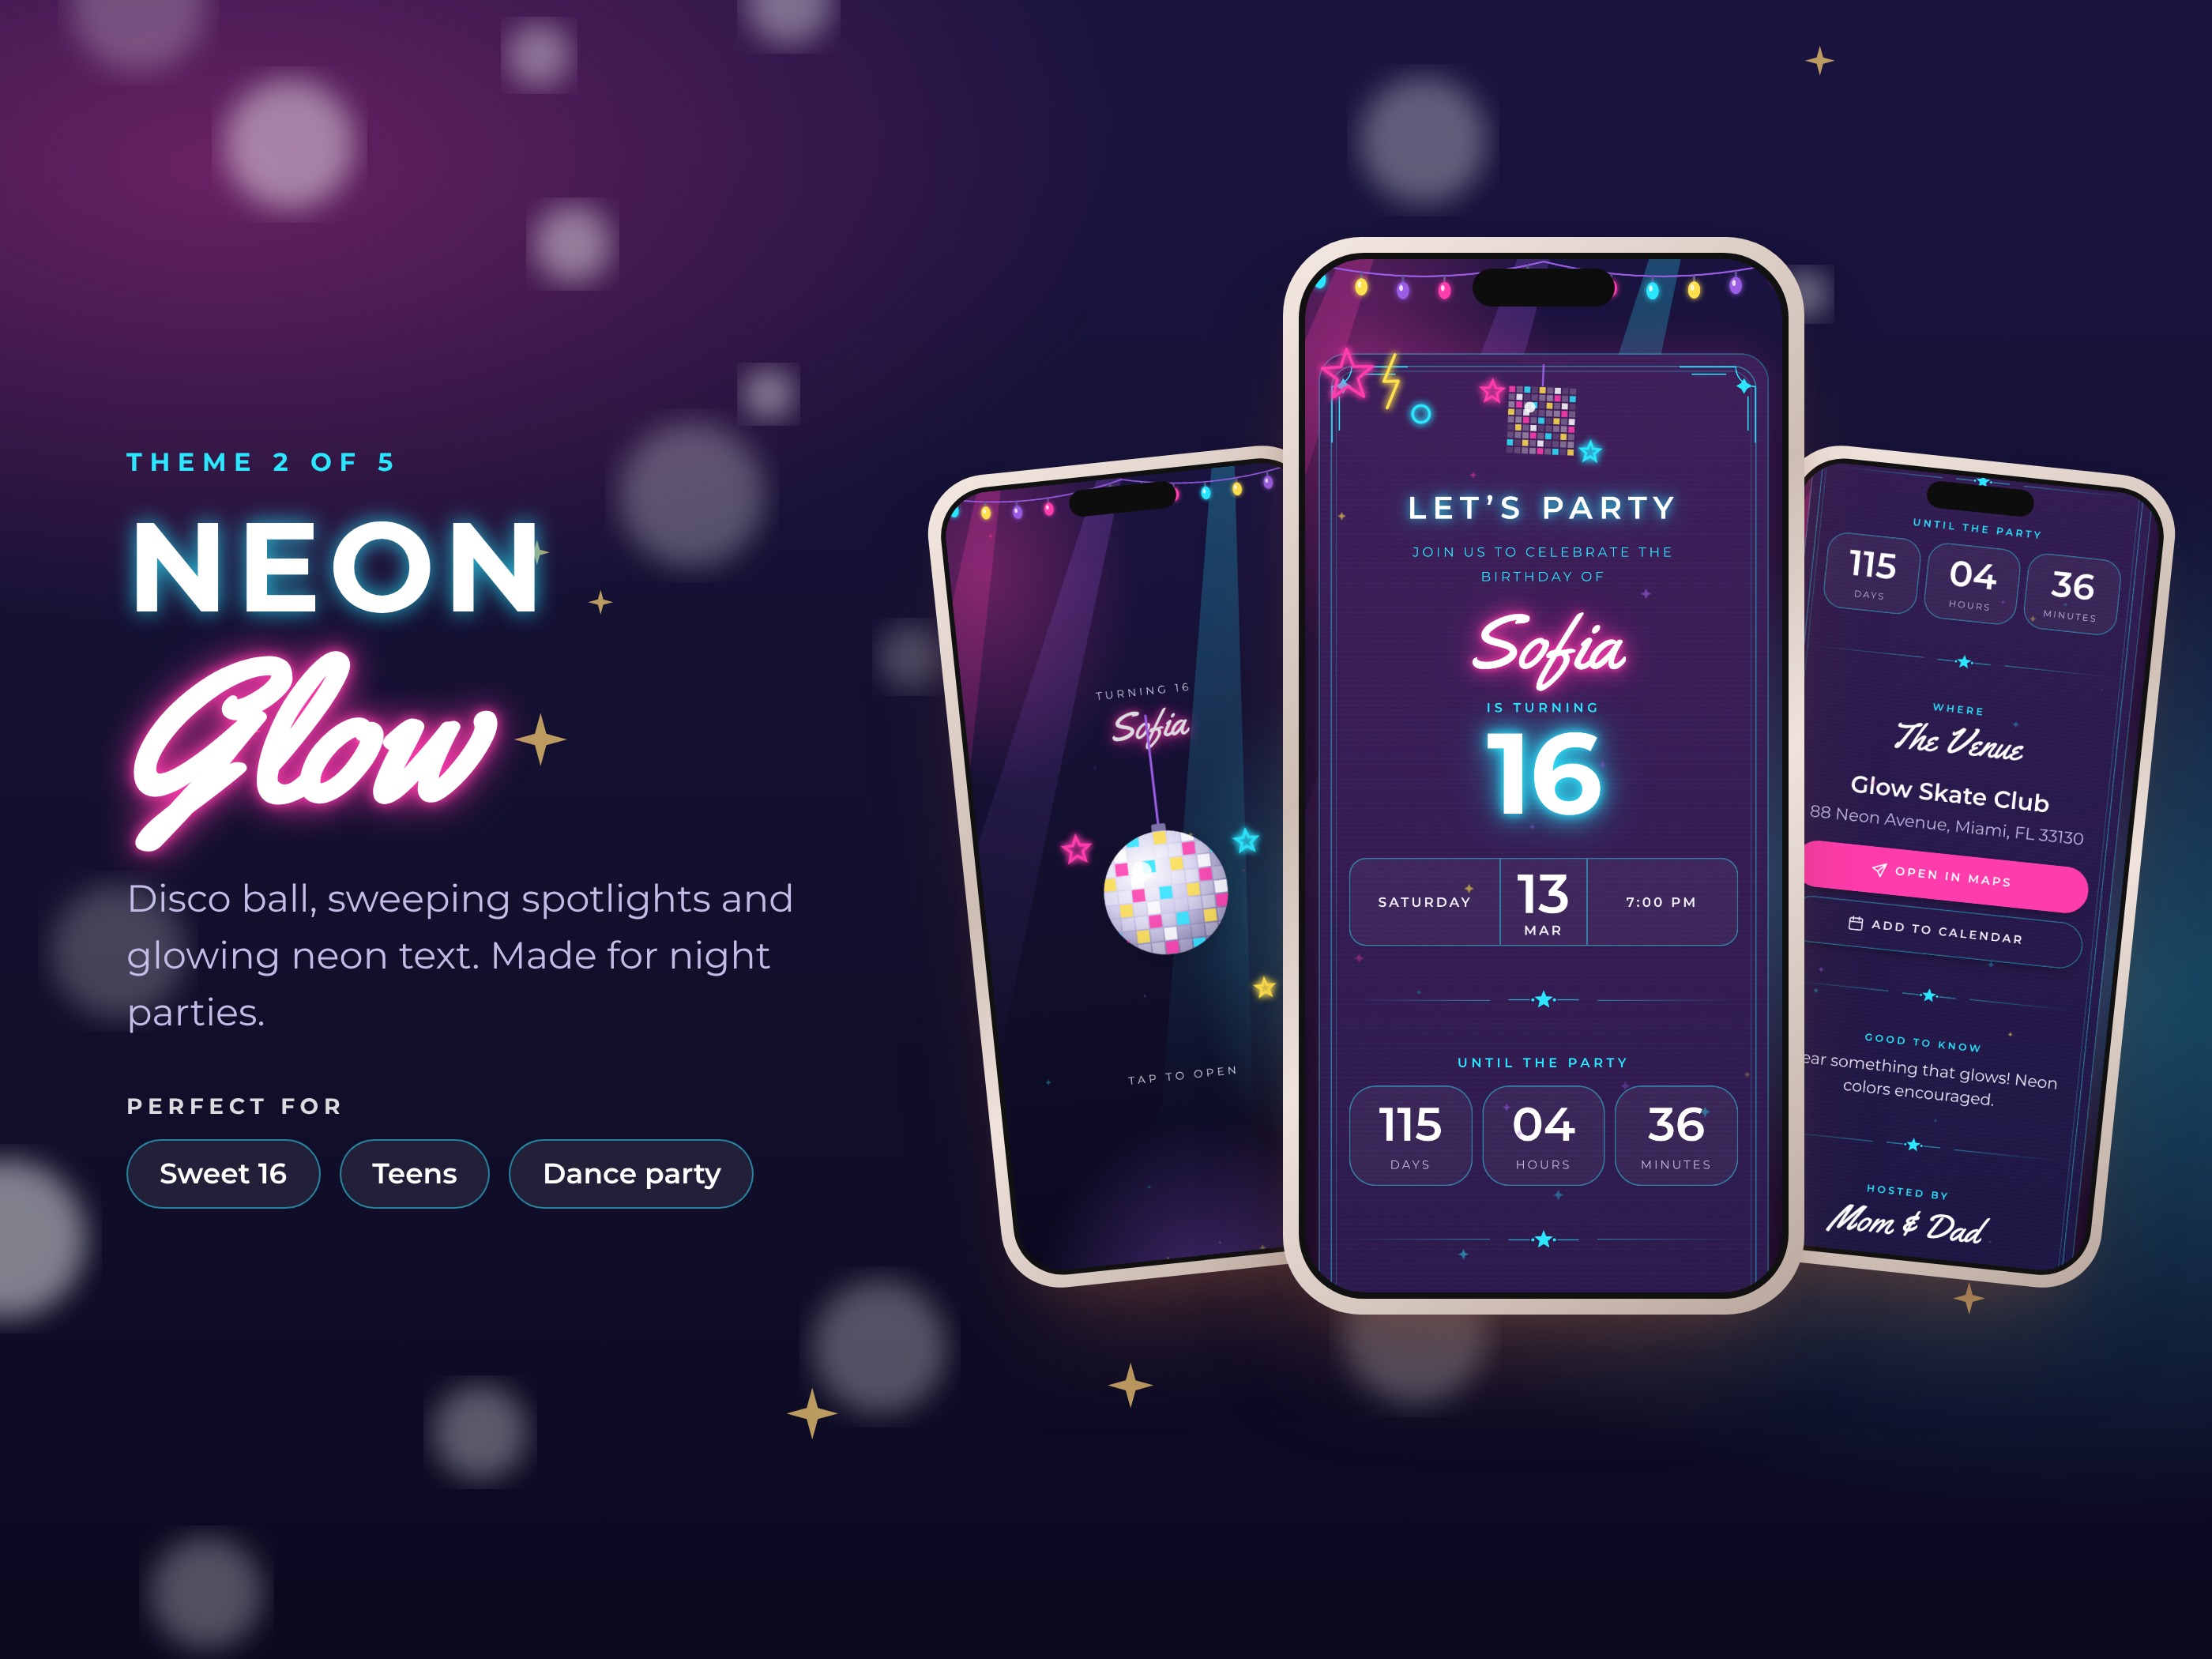 THEME 2 OF 5
NEON
Glow
Disco ball, sweeping spotlights and
glowing neon text. Made for night
parties.
PERFECT FOR
Sweet 16
Teens
Dance party
TURNING 16
Sofia
TAP TO OPEN
LET’S PARTY
JOIN US TO CELEBRATE THE
BIRTHDAY OF
Sofia
IS TURNING
16
SATURDAY
13
MAR
7:00 PM
UNTIL THE PARTY
115 04 36
DAYS HOURS MINUTES
UNTIL THE PARTY
115 04 36
DAYS HOURS MINUTES
WHERE
The Venue
Glow Skate Club
88 Neon Avenue, Miami, FL 33130
OPEN IN MAPS
ADD TO CALENDAR
GOOD TO KNOW
something that glows! Neon
colors encouraged.
HOSTED BY
Mom & Dad